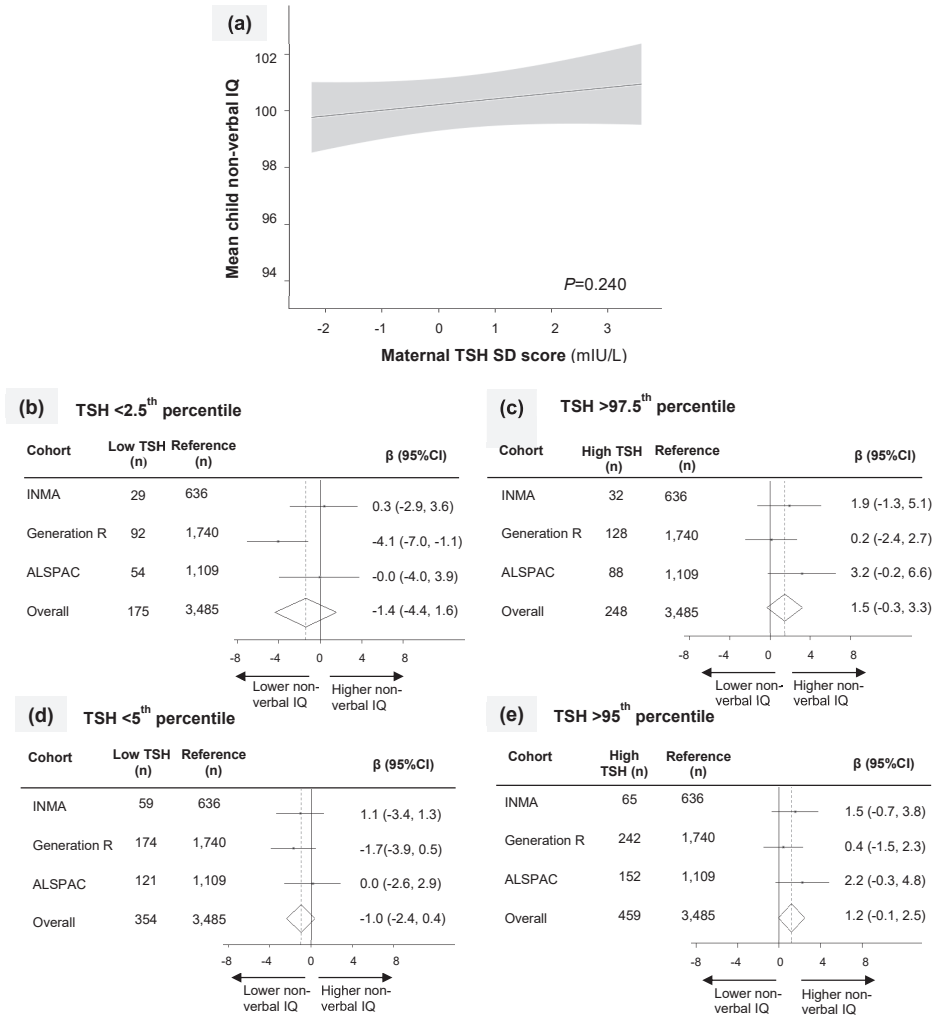 (a)
Mean child non-verbal IQ
102
100
98
96
94
P=0.240
-2 -1 0 1 2 3
Maternal TSH SD score (mIU/L)
(b) TSH <2.5th percentile
Cohort Low TSH (n) Reference (n) β (95%CI)
INMA 29 636 0.3 (-2.9, 3.6)
Generation R 92 1,740 -4.1 (-7.0, -1.1)
ALSPAC 54 1,109 -0.0 (-4.0, 3.9)
Overall 175 3,485 -1.4 (-4.4, 1.6)
-8 -4 0 4 8
Lower non-verbal IQ Higher non-verbal IQ
(c) TSH >97.5th percentile
Cohort High TSH (n) Reference (n) β (95%CI)
INMA 32 636 1.9 (-1.3, 5.1)
Generation R 128 1,740 0.2 (-2.4, 2.7)
ALSPAC 88 1,109 3.2 (-0.2, 6.6)
Overall 248 3,485 1.5 (-0.3, 3.3)
-8 -4 0 4 8
Lower non-verbal IQ Higher non-verbal IQ
(d) TSH <5th percentile
Cohort Low TSH (n) Reference (n) β (95%CI)
INMA 59 636 1.1 (-3.4, 1.3)
Generation R 174 1,740 -1.7(-3.9, 0.5)
ALSPAC 121 1,109 0.0 (-2.6, 2.9)
Overall 354 3,485 -1.0 (-2.4, 0.4)
-8 -4 0 4 8
Lower non-verbal IQ Higher non-verbal IQ
(e) TSH >95th percentile
Cohort High TSH (n) Reference (n) β (95%CI)
INMA 65 636 1.5 (-0.7, 3.8)
Generation R 242 1,740 0.4 (-1.5, 2.3)
ALSPAC 152 1,109 2.2 (-0.3, 4.8)
Overall 459 3,485 1.2 (-0.1, 2.5)
-8 -4 0 4 8
Lower non-verbal IQ Higher non-verbal IQ